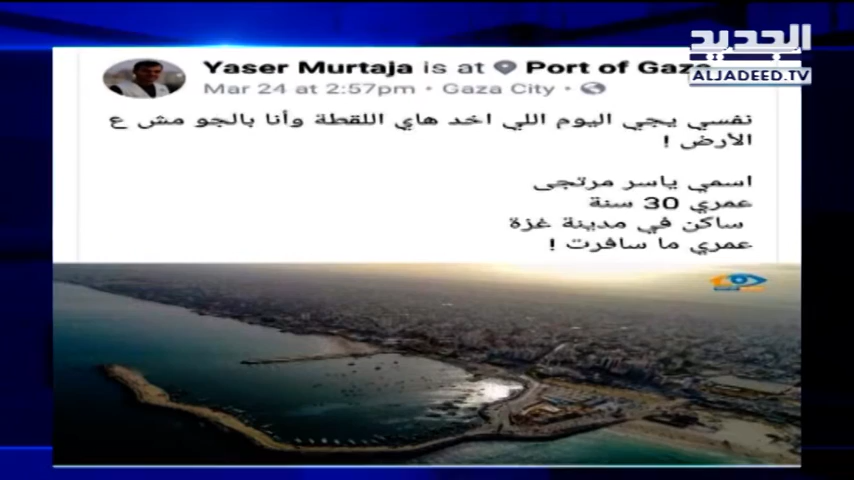 الجديد
ALJADEED.TV
Yaser Murtaja is at Port of Gaza
Mar 24 at 2:57pm · Gaza City ·
نفسي يجي اليوم اللي اخد هاي اللقطة وأنا بالجو مش ع
الأرض !
اسمي ياسر مرتجى
عمري 30 سنة
ساكن في مدينة غزة
عمري ما سافرت !